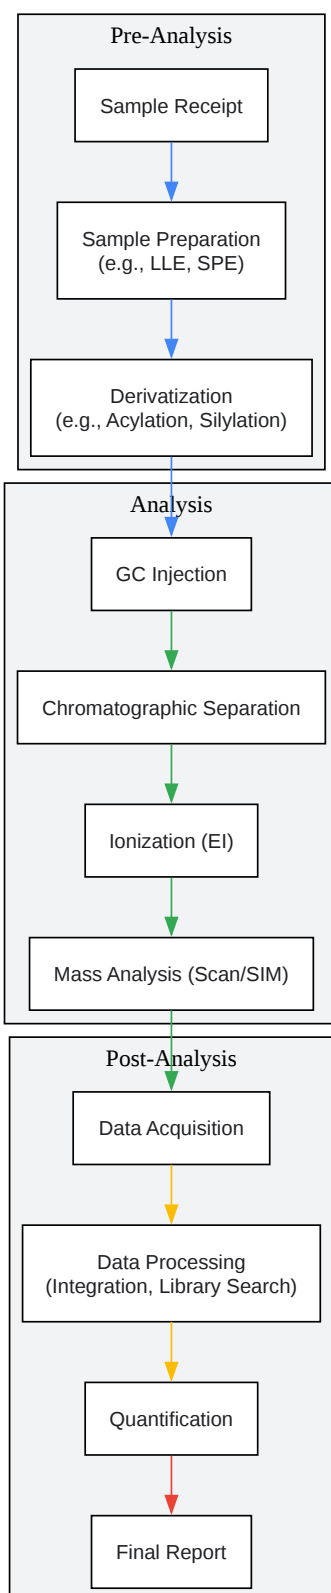 Pre-Analysis
Sample Receipt
Sample Preparation
(e.g., LLE, SPE)
Derivatization
(e.g., Acylation, Silylation)
Analysis
GC Injection
Chromatographic Separation
Ionization (EI)
Mass Analysis (Scan/SIM)
Post-Analysis
Data Acquisition
Data Processing
(Integration, Library Search)
Quantification
Final Report